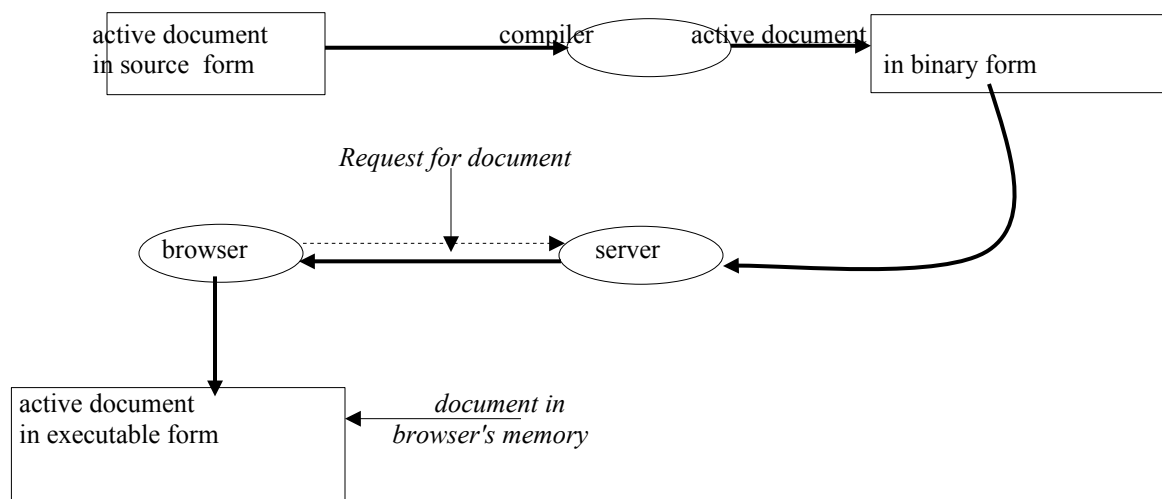 active document
in source form
compiler
active document
in binary form
Request for document
browser
server
active document
in executable form
document in
browser's memory